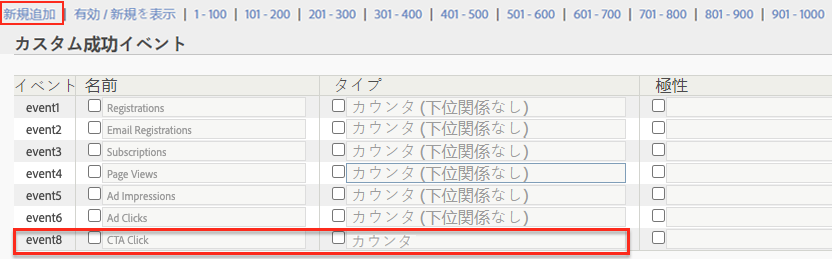 新規追加 | 有効 / 新規を表示 | 1 - 100 | 101 - 200 | 201 - 300 | 301 - 400 | 401 - 500 | 501 - 600 | 601 - 700 | 701 - 800 | 801 - 900 | 901 - 1000
カスタム成功イベント
イベント 名前 タイプ 極性
event1 Registrations カウンタ (下位関係なし)
event2 Email Registrations カウンタ (下位関係なし)
event3 Subscriptions カウンタ (下位関係なし)
event4 Page Views カウンタ (下位関係なし)
event5 Ad Impressions カウンタ (下位関係なし)
event6 Ad Clicks カウンタ (下位関係なし)
event8 CTA Click カウンタ